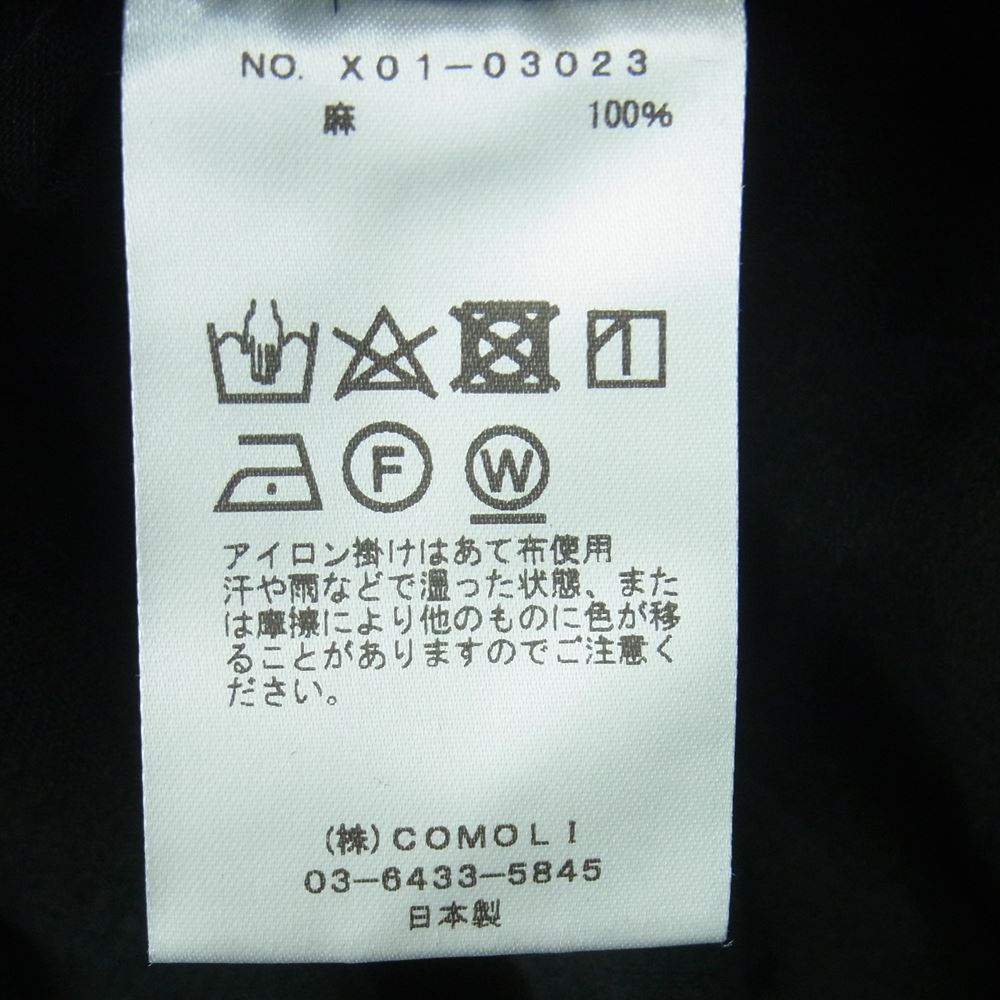 NO. X01-03023
麻 100%
F W
アイロン掛けはあて布使用
汗や雨などで湿った状態、また
は摩擦により他のものに色が移
ることがありますのでご注意く
ださい。
(株)COMOLI
03-6433-5845
日本製